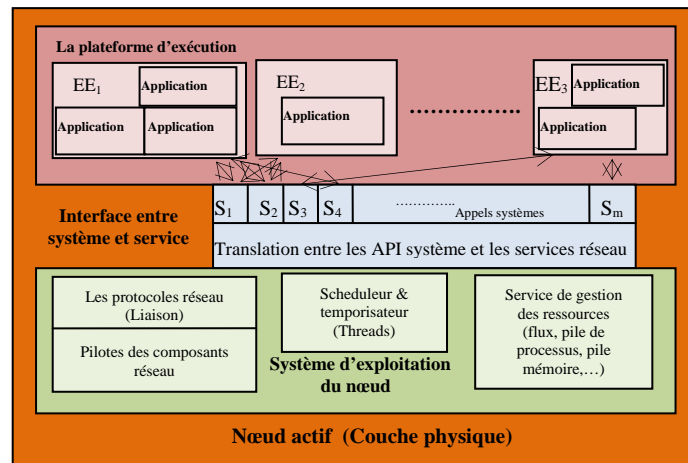 La plateforme d'exécution
EE1
Application
Application
Application
EE2
Application
EE3
Application
Application
Interface entre
système et service
S1
S2
S3
S4
Appels systèmes
Sm
Translation entre les API système et les services réseau
Les protocoles réseau
(Liaison)
Pilotes des composants
réseau
Scheduleur &
temporisateur
(Threads)
Service de gestion
des ressources
(flux, pile de
processus, pile
mémoire,…)
Système d'exploitation
du nœud
Nœud actif (Couche physique)